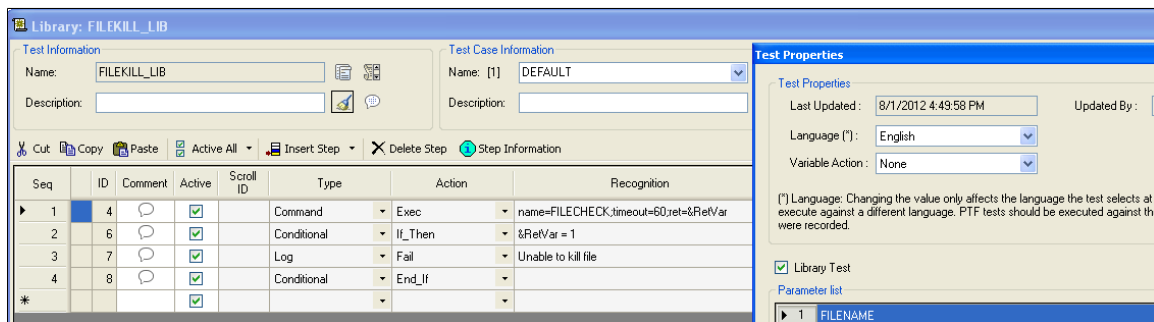 Library: FILEKILL_LIB
Test Information
Name: FILEKILL_LIB
Description:
Test Case Information
Name: [1] DEFAULT
Description:
Cut Copy Paste Active All Insert Step Delete Step Step Information
Seq ID Comment Active Scroll ID Type Action Recognition
1 4 Command Exec name=FILECHECK;timeout=60;ret=&RetVar
2 6 Conditional If_Then &RetVar = 1
3 7 Log Fail Unable to kill file
4 8 Conditional End_If
Test Properties
Test Properties
Last Updated : 8/1/2012 4:49:58 PM Updated By :
Language (*) : English
Variable Action : None
(*) Language: Changing the value only affects the language the test selects at
execute against a different language. PTF tests should be executed against th
were recorded.
Library Test
Parameter list
1 FILENAME